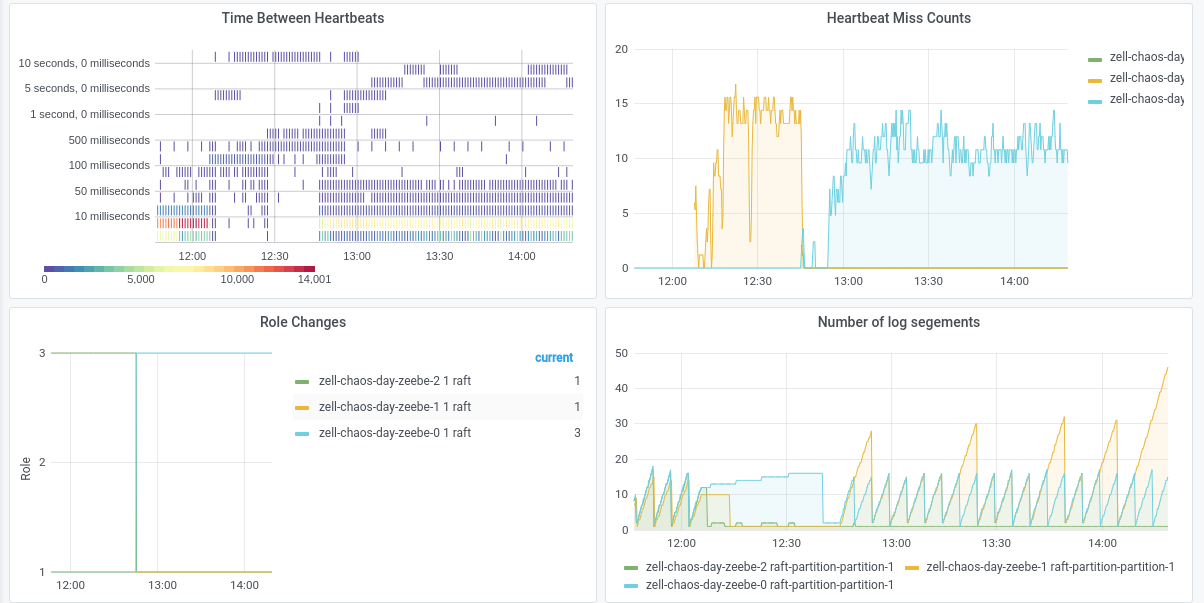 Time Between Heartbeats
10 seconds, 0 milliseconds
5 seconds, 0 milliseconds
1 second, 0 milliseconds
500 milliseconds
100 milliseconds
50 milliseconds
10 milliseconds
12:00 12:30 13:00 13:30 14:00
0 5,000 10,000 14,001
Heartbeat Miss Counts
20
15
10
5
0
12:00 12:30 13:00 13:30 14:00
zell-chaos-day
zell-chaos-day
zell-chaos-day
Role Changes
Role
3
2
1
12:00 13:00 14:00
current
zell-chaos-day-zeebe-2 1 raft 1
zell-chaos-day-zeebe-1 1 raft 1
zell-chaos-day-zeebe-0 1 raft 3
Number of log segements
50
40
30
20
10
0
12:00 12:30 13:00 13:30 14:00
zell-chaos-day-zeebe-2 raft-partition-partition-1 zell-chaos-day-zeebe-1 raft-partition-partition-1
zell-chaos-day-zeebe-0 raft-partition-partition-1